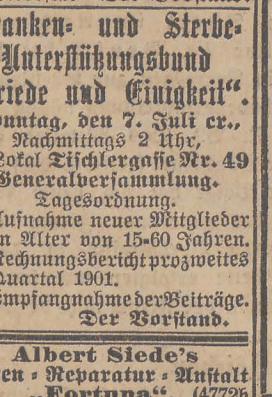 ranken- und Sterbe-
Unterstützungsbund
riede und Einigkeit“.
onntag, den 7. Juli cr.,
Nachmittags 2 Uhr,
Lokal Tischlergasse Nr. 49
Generalversammlung.
Tagesordnung.
Aufnahme neuer Mitglieder
m Alter von 15-60 Jahren.
Rechnungsbericht pro zweites
Quartal 1901.
Empfangnahme der Beiträge.
Der Vorstand.
Albert Siede's
en - Reparatur - Anstalt
„Fortuna“ (4772b